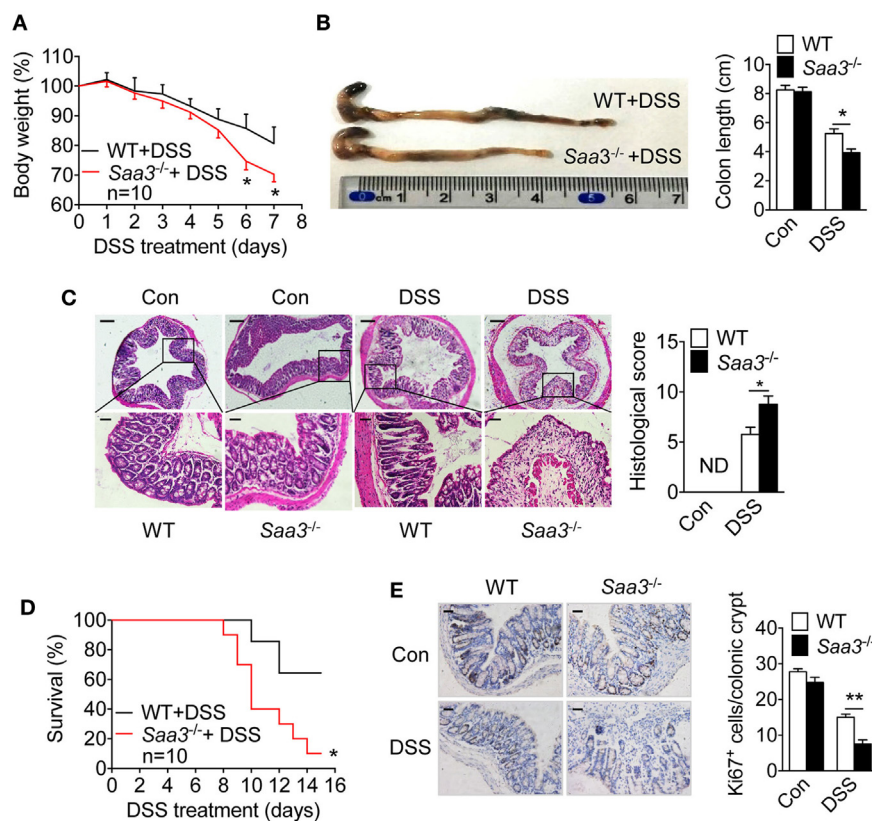 A
Body weight (%)
110
100
90
80
70
60
WT+DSS
Saa3-/-+ DSS
n=10
*
*
0 1 2 3 4 5 6 7 8
DSS treatment (days)
B
WT+DSS
Saa3-/-+DSS
0 cm 1 2 3 4 5 6 7
WT
Saa3-/-
Colon length (cm)
10
8
6
4
2
0
*
Con
DSS
C
Con
Con
DSS
DSS
WT
Saa3-/-
WT
Saa3-/-
WT
Saa3-/-
Histological score
15
10
5
0
ND
*
Con
DSS
D
Survival (%)
100
80
60
40
20
0
WT+DSS
Saa3-/-+ DSS
n=10
*
0 2 4 6 8 10 12 14 16
DSS treatment (days)
E
WT
Saa3-/-
Con
DSS
WT
Saa3-/-
Ki67+ cells/colonic crypt
40
30
20
10
0
**
Con
DSS